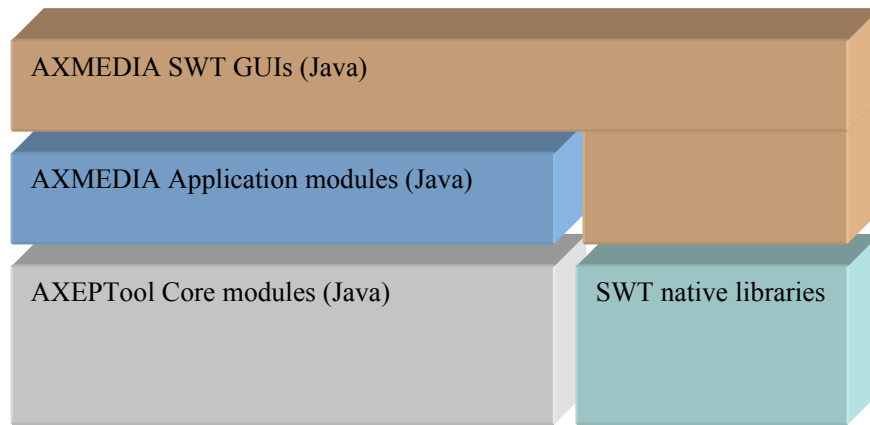 AXMEDIA SWT GUIs (Java)
AXMEDIA Application modules (Java)
AXEPTool Core modules (Java)
SWT native libraries